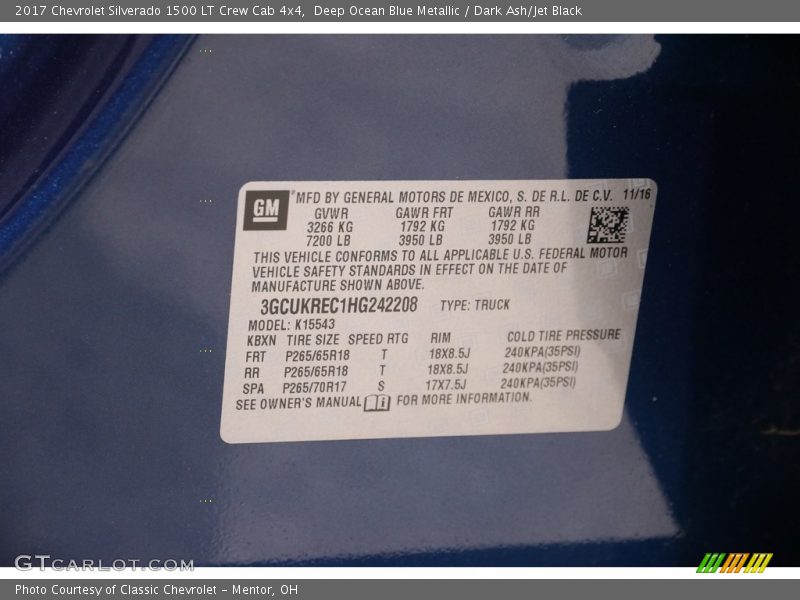 2017 Chevrolet Silverado 1500 LT Crew Cab 4x4,  Deep Ocean Blue Metallic / Dark Ash/Jet Black
GM ® MFD BY GENERAL MOTORS DE MEXICO, S. DE R.L. DE C.V. 11/16
GVWR GAWR FRT GAWR RR
3266 KG 1792 KG 1792 KG
7200 LB 3950 LB 3950 LB
THIS VEHICLE CONFORMS TO ALL APPLICABLE U.S. FEDERAL MOTOR
VEHICLE SAFETY STANDARDS IN EFFECT ON THE DATE OF
MANUFACTURE SHOWN ABOVE.
3GCUKREC1HG242208 TYPE: TRUCK
MODEL: K15543
KBXN TIRE SIZE SPEED RTG RIM COLD TIRE PRESSURE
FRT P265/65R18 T 18X8.5J 240KPA(35PSI)
RR P265/65R18 T 18X8.5J 240KPA(35PSI)
SPA P265/70R17 S 17X7.5J 240KPA(35PSI)
SEE OWNER'S MANUAL FOR MORE INFORMATION.
GTCARLOT.COM
Photo Courtesy of Classic Chevrolet - Mentor, OH